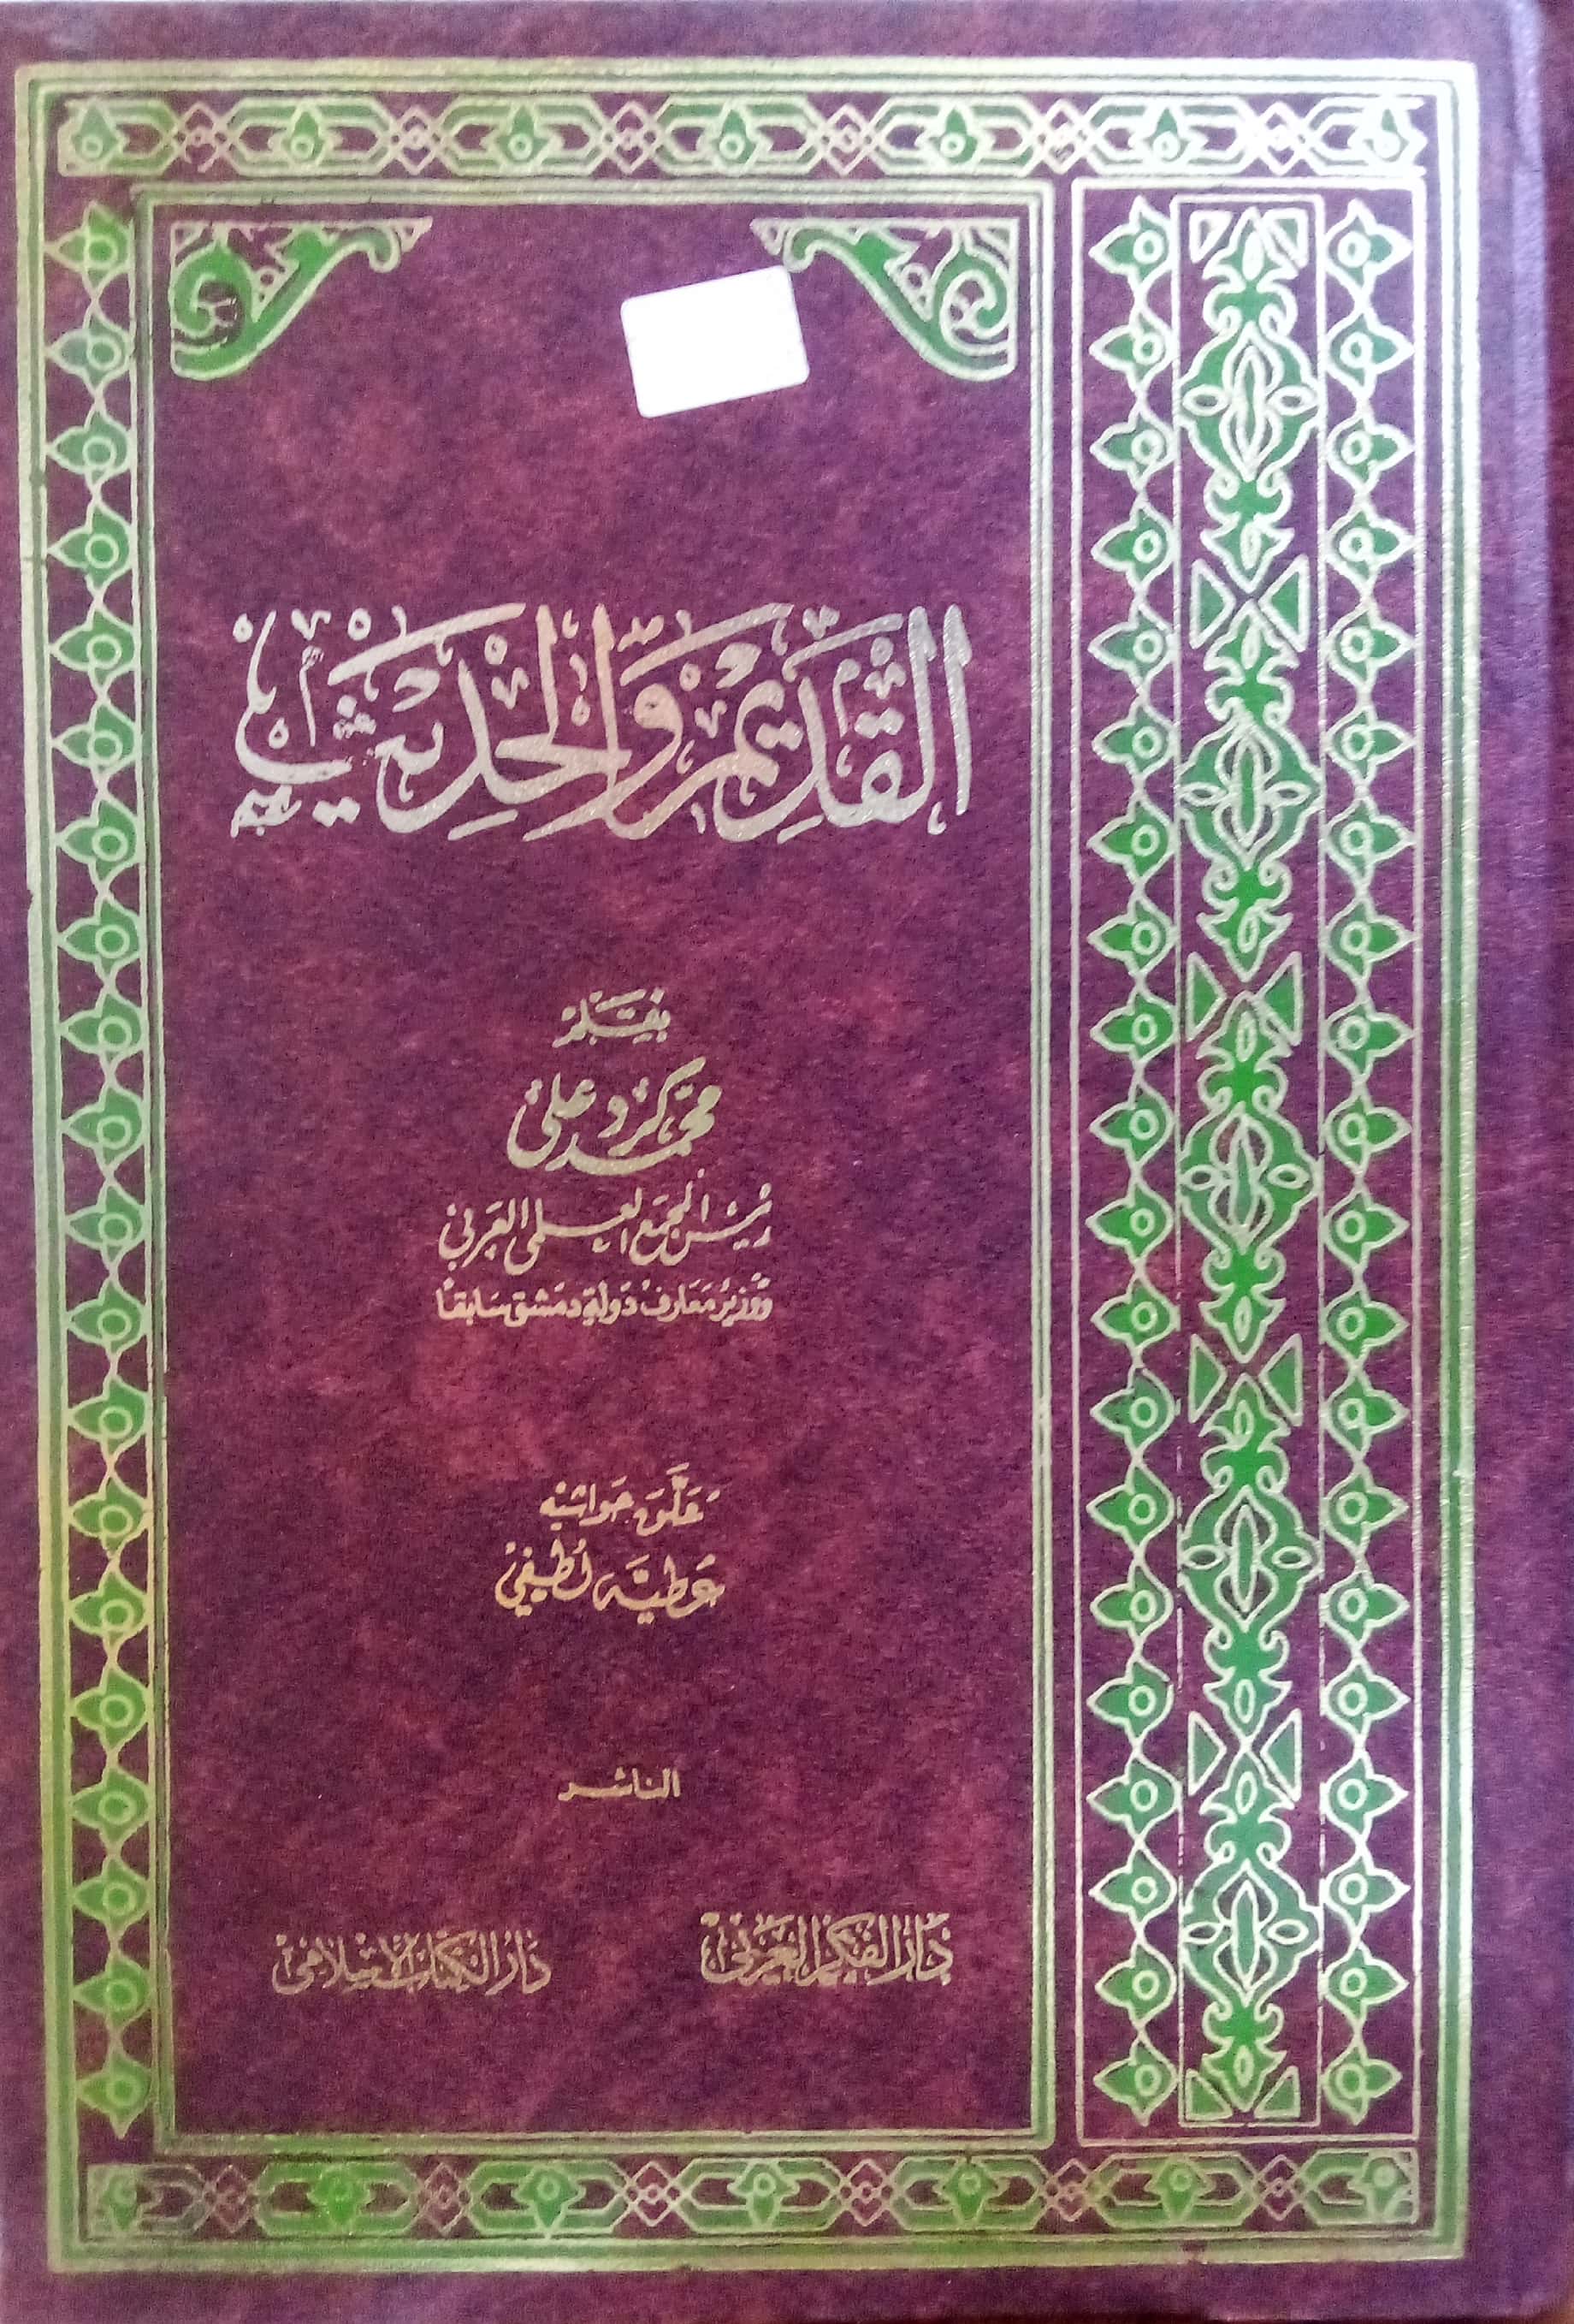 القديم والحديث
بقلم
محمد كرد علي
رئيس المجمع العلمي العربي
ووزير معارف دولة دمشق سابقا
علق حواشيه
عطية لطفي
الناشر
دار الفكر العربي
دار الكتاب الإسلامي